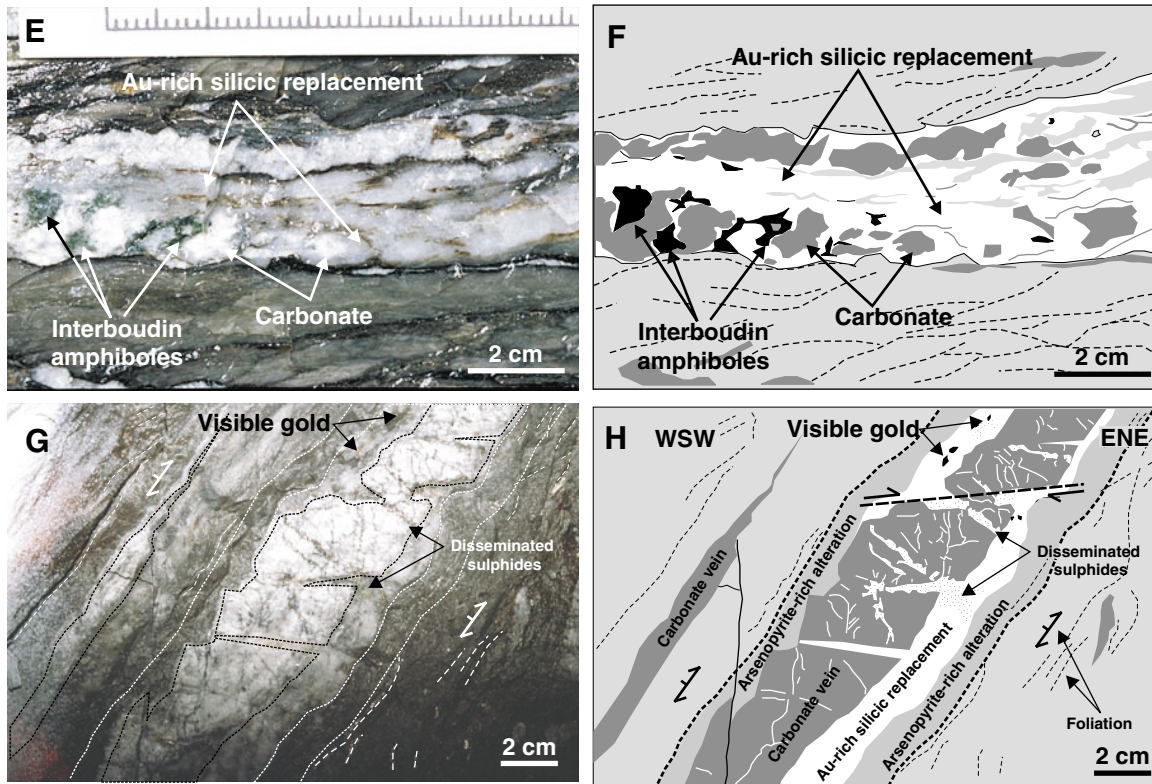 E
Au-rich silicic replacement
Interboudin
amphiboles
Carbonate
2 cm
F
Au-rich silicic replacement
Interboudin
amphiboles
Carbonate
2 cm
G
Visible gold
Disseminated
sulphides
2 cm
H
WSW
Visible gold
ENE
Disseminated
sulphides
Carbonate vein
Arsenopyrite-rich alteration
Carbonate vein
Au-rich silicic replacement
Arsenopyrite-rich alteration
Foliation
2 cm